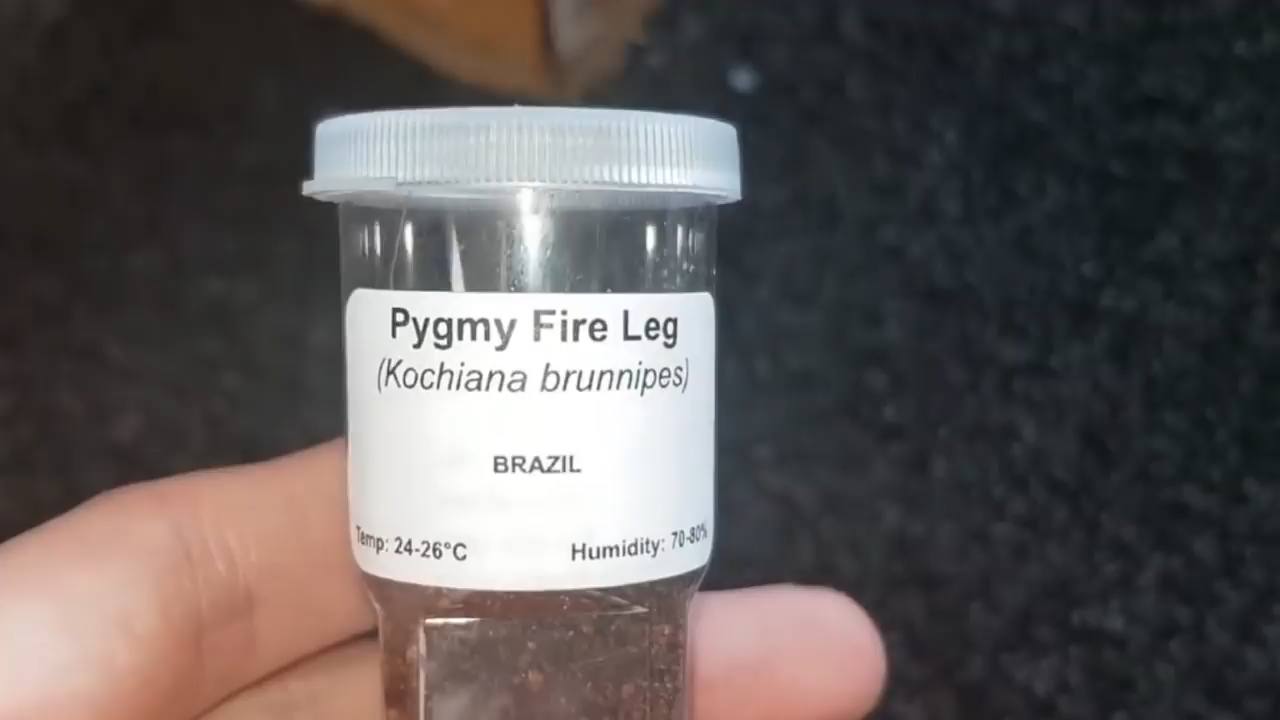 Pygmy Fire Leg
(Kochiana brunnipes)
BRAZIL
Temp: 24-26°C
Humidity: 70-80%